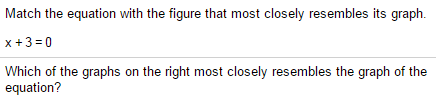 Match the equation with the figure that most closely resembles its graph.
x + 3 = 0
Which of the graphs on the right most closely resembles the graph of the
equation?